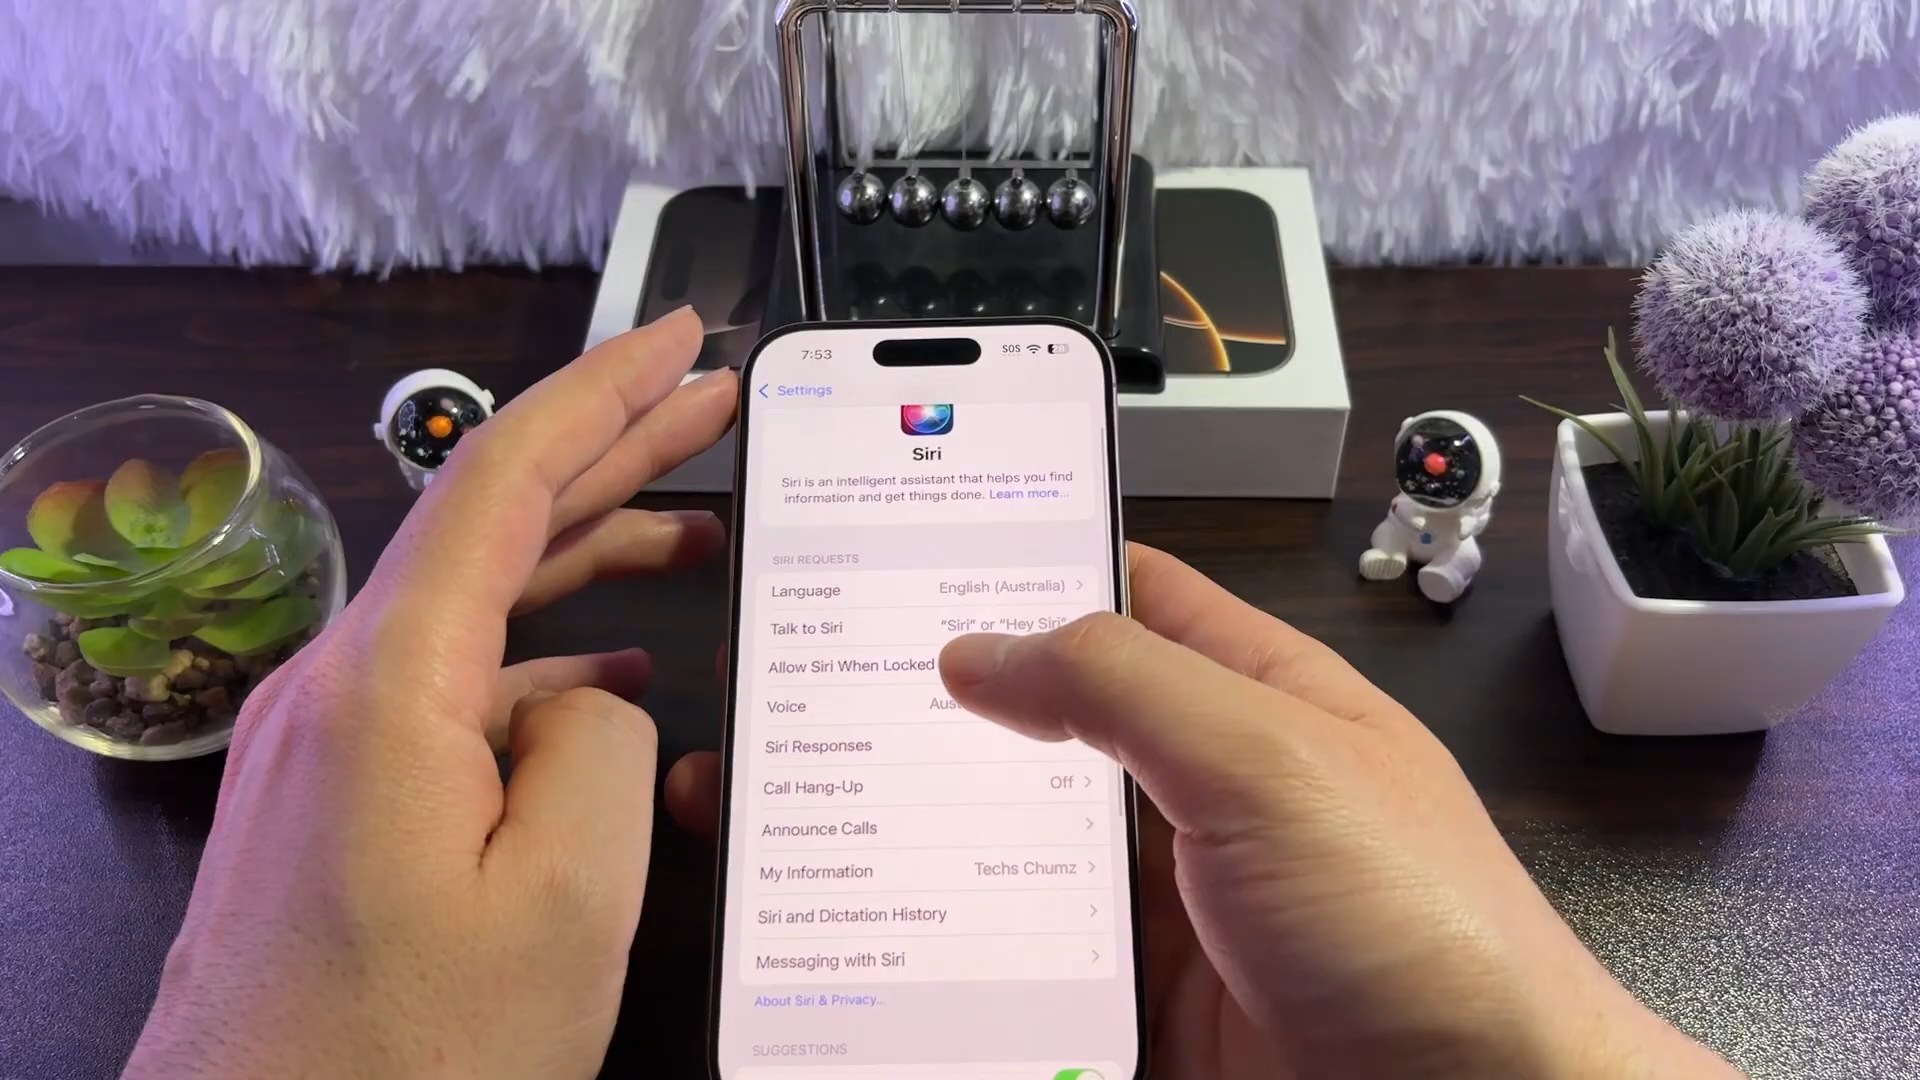 7:53
SOS
Settings
Siri
Siri is an intelligent assistant that helps you find
information and get things done. Learn more...
SIRI REQUESTS
Language English (Australia)
Talk to Siri "Siri" or "Hey Siri"
Allow Siri When Locked
Voice
Siri Responses
Call Hang-Up Off
Announce Calls
My Information Techs Chumz
Siri and Dictation History
Messaging with Siri
About Siri & Privacy...
SUGGESTIONS